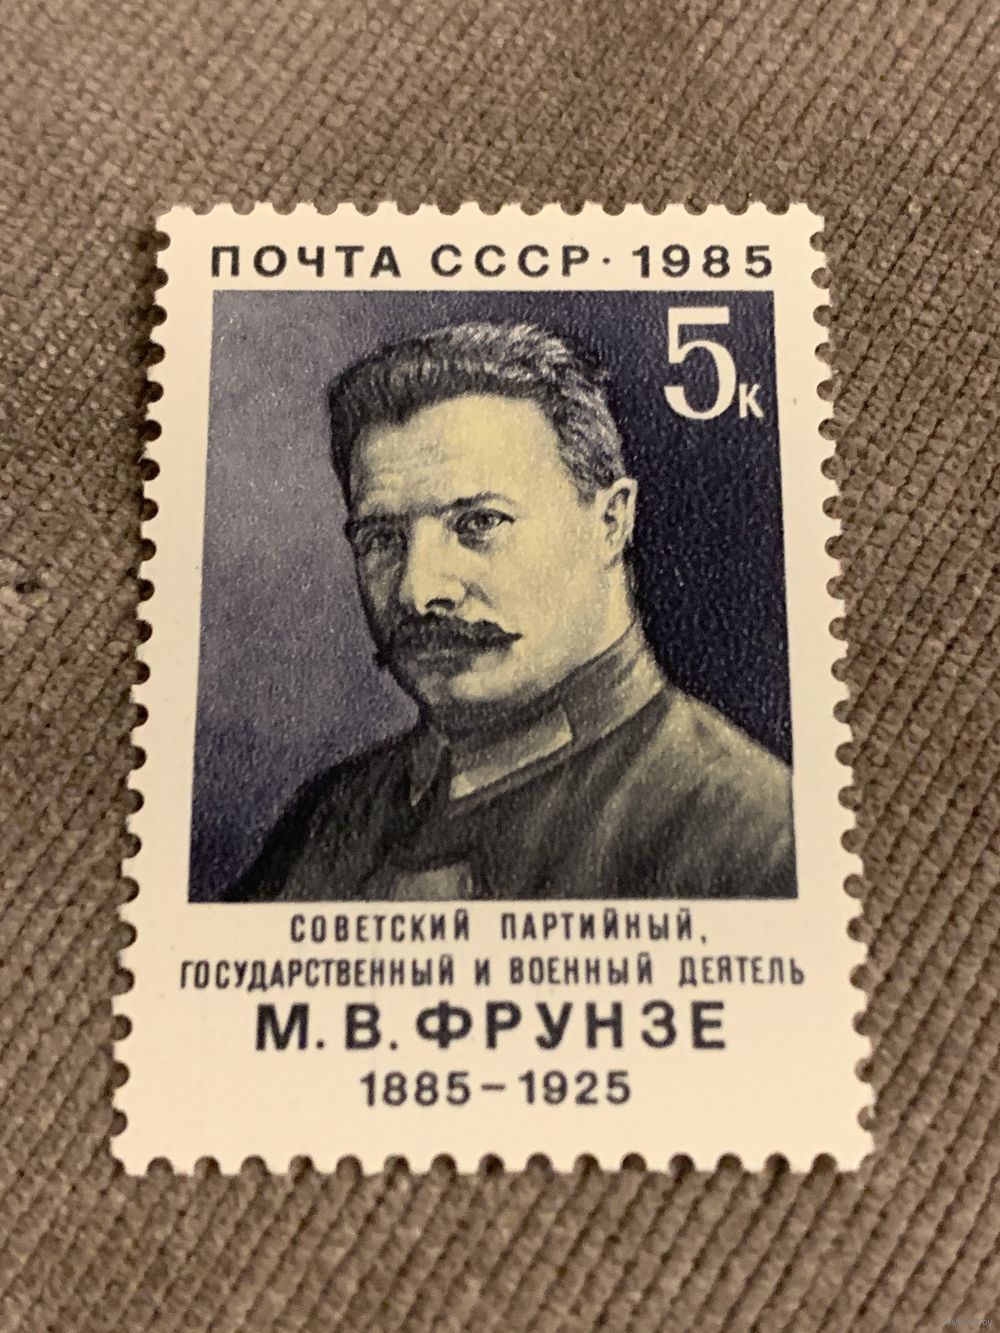 ПОЧТА СССР · 1985
5к
СОВЕТСКИЙ ПАРТИЙНЫЙ,
ГОСУДАРСТВЕННЫЙ И ВОЕННЫЙ ДЕЯТЕЛЬ
М. В. ФРУНЗЕ
1885–1925